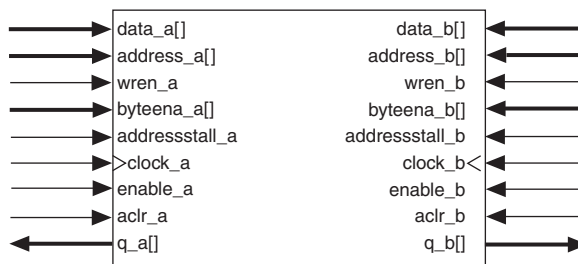 data_a[] data_b[]
address_a[] address_b[]
wren_a wren_b
byteena_a[] byteena_b[]
addressstall_a addressstall_b
clock_a clock_b
enable_a enable_b
aclr_a aclr_b
q_a[] q_b[]